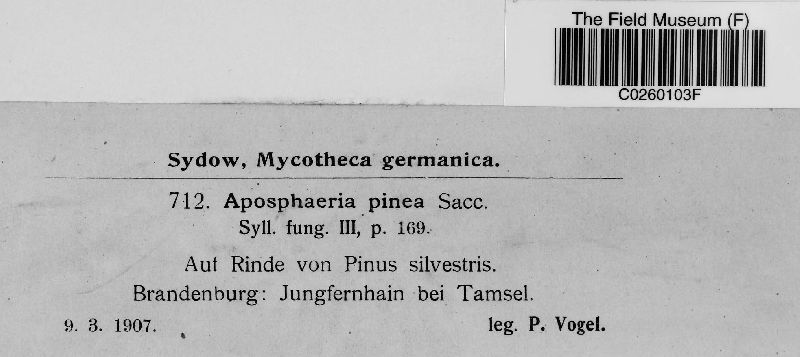 The Field Museum (F)
C0260103F
Sydow, Mycotheca germanica.
712. Aposphaeria pinea Sacc.
Syll. fung. III, p. 169.
Auf Rinde von Pinus silvestris.
Brandenburg: Jungfernhain bei Tamsel.
9. 3. 1907. leg. P. Vogel.